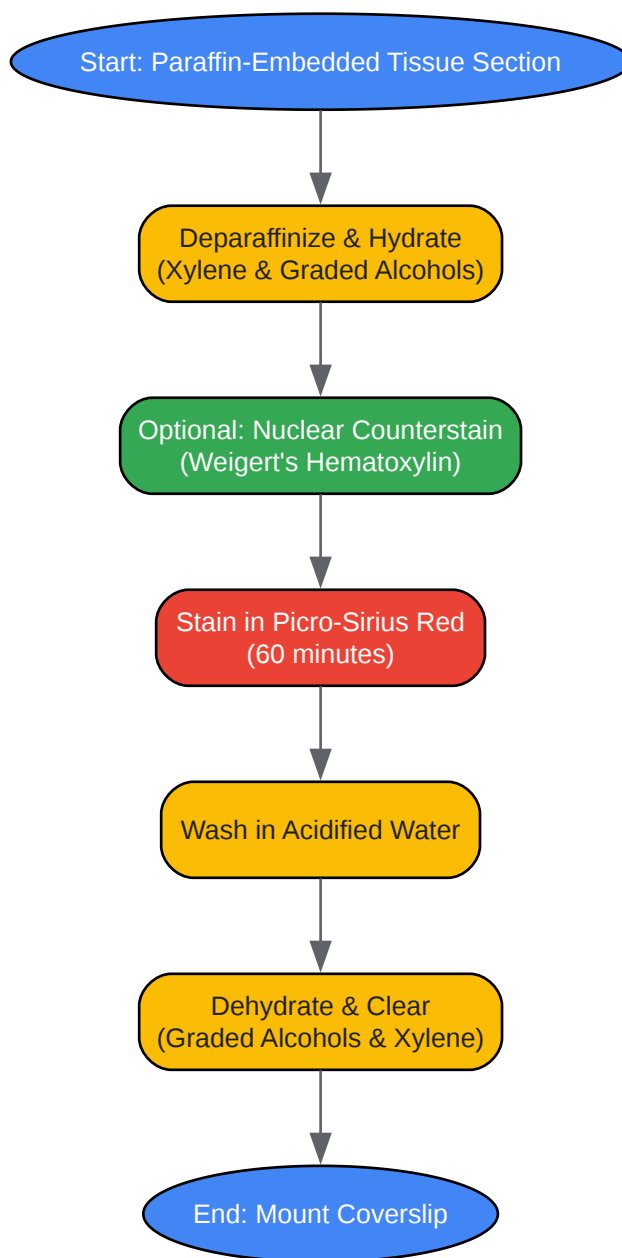 Start: Paraffin-Embedded Tissue Section
Deparaffinize & Hydrate
(Xylene & Graded Alcohols)
Optional: Nuclear Counterstain
(Weigert's Hematoxylin)
Stain in Picro-Sirius Red
(60 minutes)
Wash in Acidified Water
Dehydrate & Clear
(Graded Alcohols & Xylene)
End: Mount Coverslip